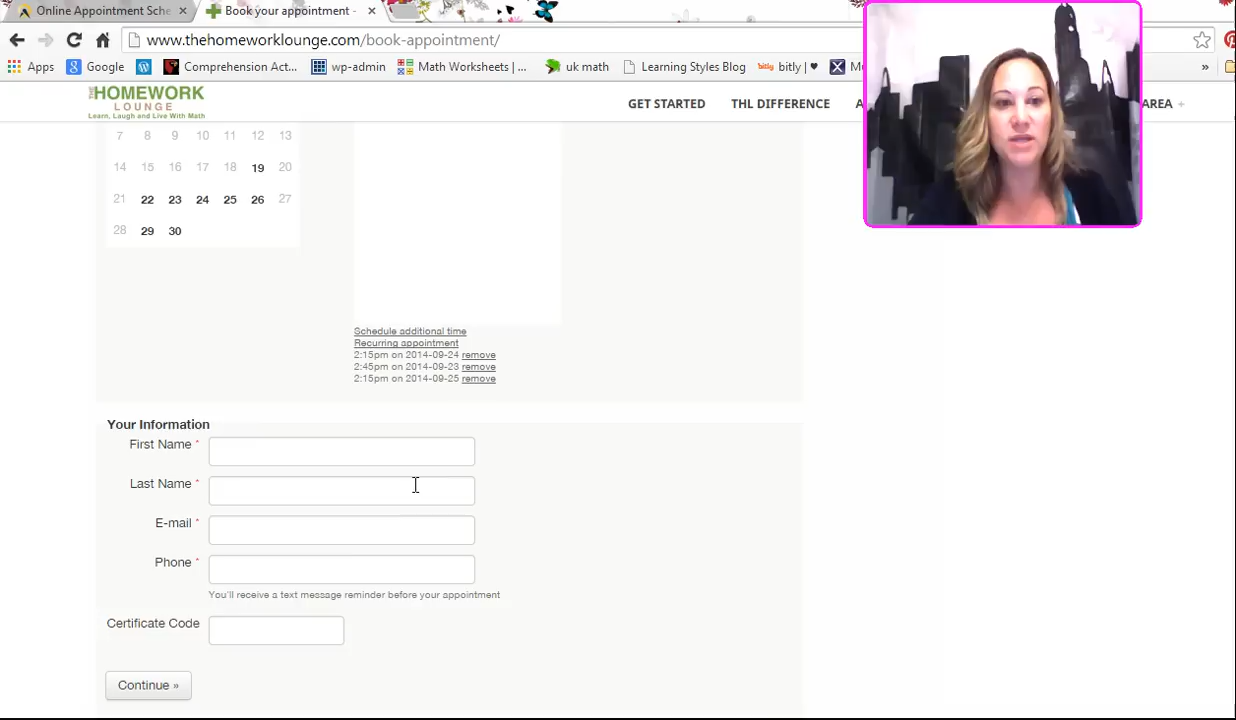 Online Appointment Sche
Book your appointment -
www.thehomeworklounge.com/book-appointment/
Apps
Google
Comprehension Act...
wp-admin
Math Worksheets | ...
uk math
Learning Styles Blog
bitly | ♥
»
THE HOMEWORK
LOUNGE
Learn, Laugh and Live With Math
GET STARTED
THL DIFFERENCE
AREA +
7 8 9 10 11 12 13
14 15 16 17 18 19 20
21 22 23 24 25 26 27
28 29 30
Schedule additional time
Recurring appointment
2:15pm on 2014-09-24 remove
2:45pm on 2014-09-23 remove
2:15pm on 2014-09-25 remove
Your Information
First Name *
Last Name *
E-mail *
Phone *
You'll receive a text message reminder before your appointment
Certificate Code
Continue »